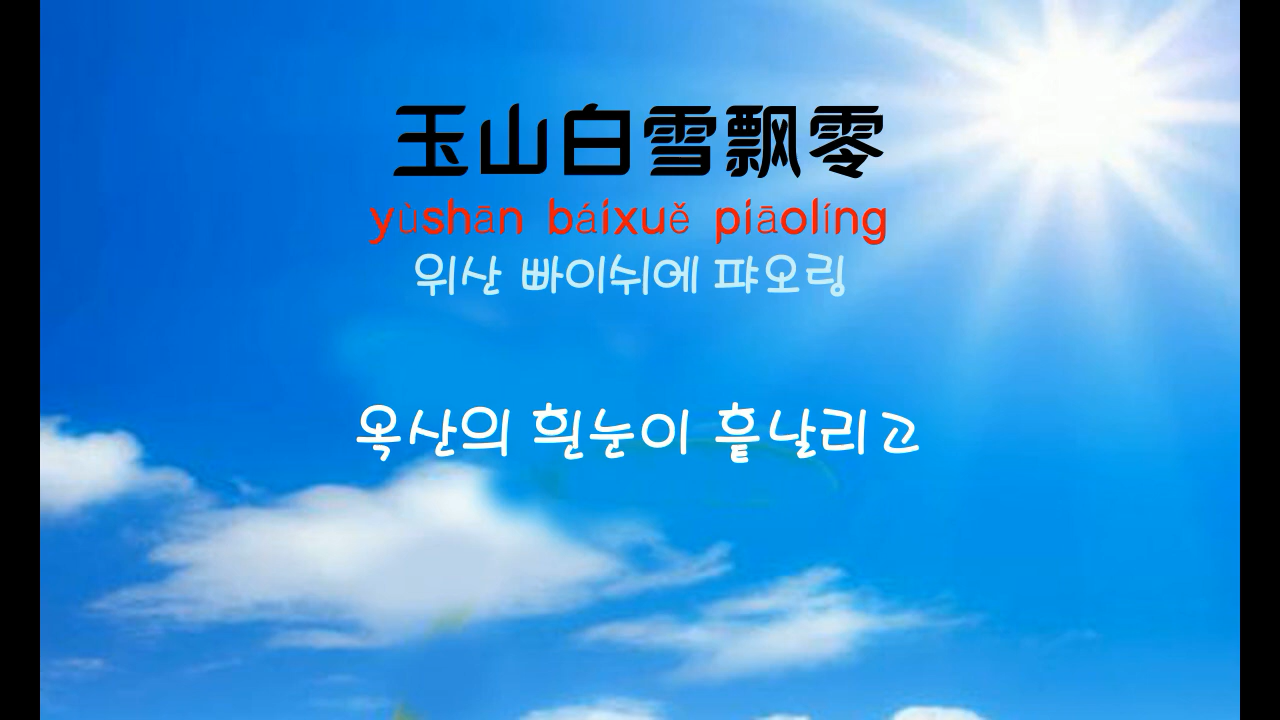 玉山白雪飘零
yùshān báixuě piāolíng
위산 빠이쉬에 퍄오링
옥산의 흰눈이 흩날리고